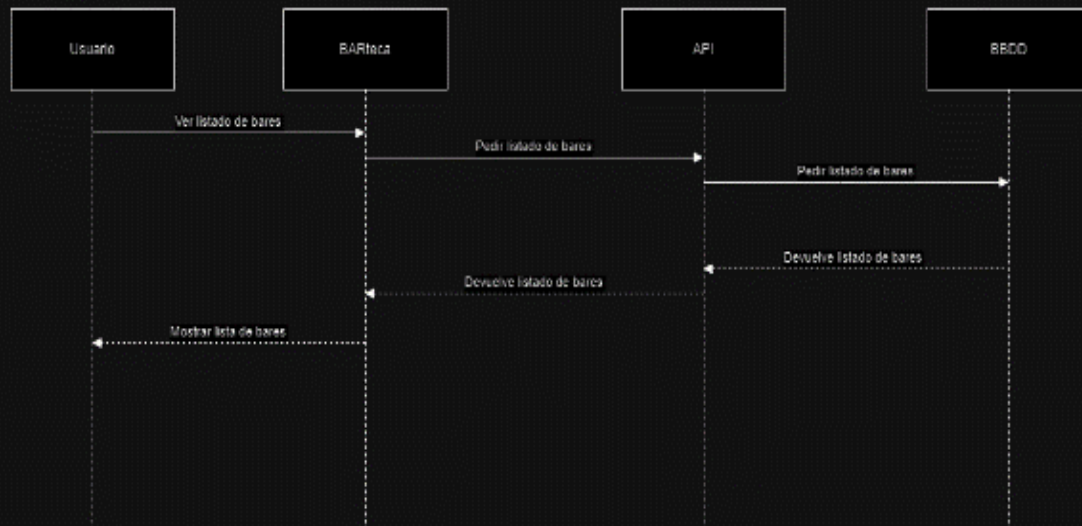 Usuario
BARteca
API
BBDD
Ver listado de bares
Pedir listado de bares
Pedir listado de bares
Devuelve listado de bares
Devuelve listado de bares
Mostrar lista de bares